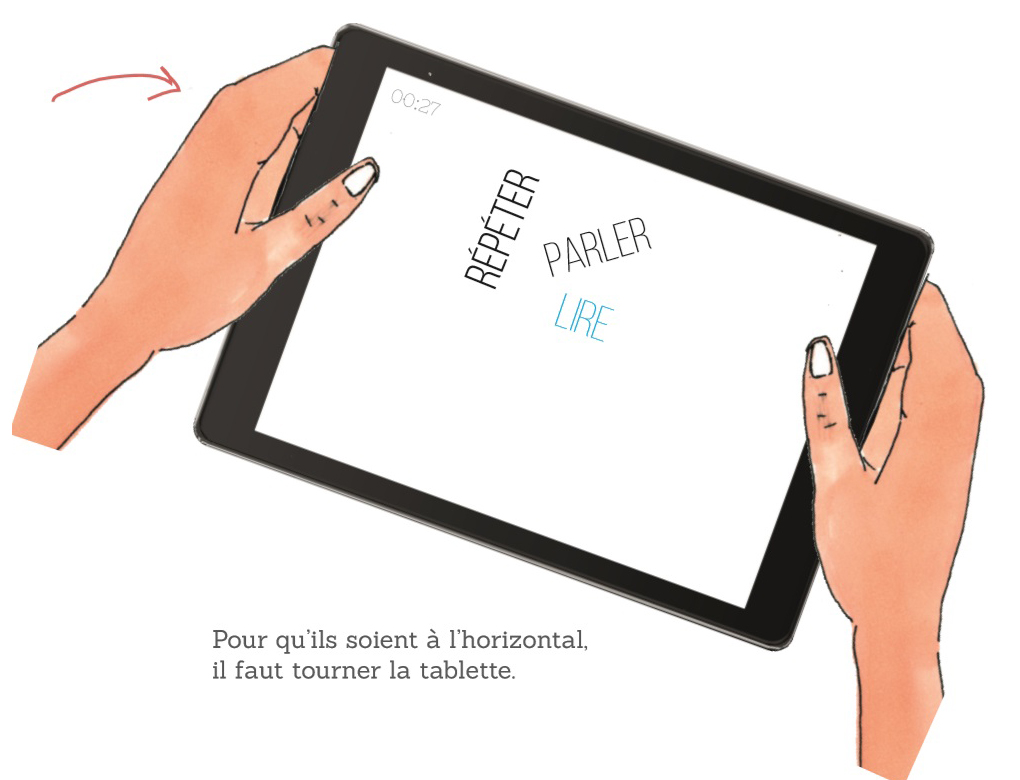 00:27
RÉPÉTER
PARLER
LIRE
Pour qu'ils soient à l'horizontal,
il faut tourner la tablette.